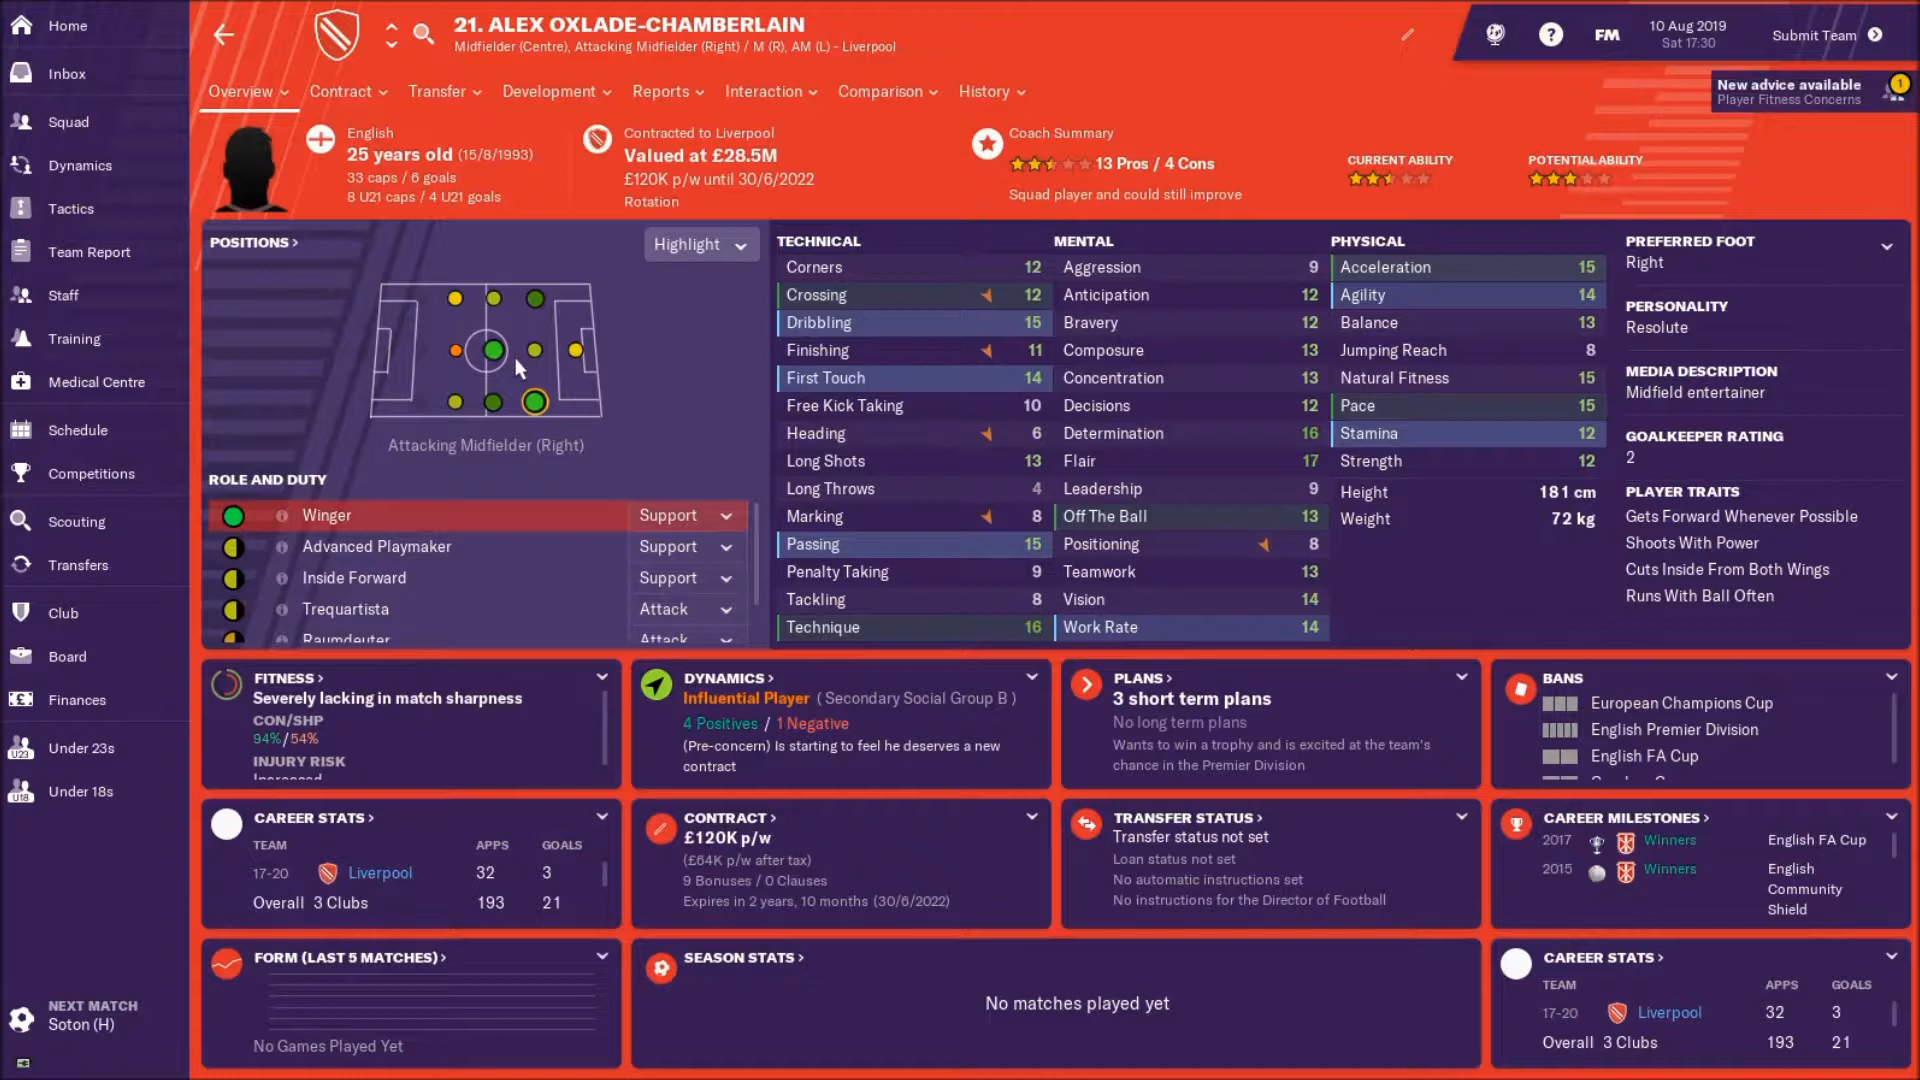 Home
Inbox
Squad
Dynamics
Tactics
Team Report
Staff
Training
Medical Centre
Schedule
Competitions
Scouting
Transfers
Club
Board
Finances
U23
Under 23s
U18
Under 18s
NEXT MATCH
Soton (H)
21. ALEX OXLADE-CHAMBERLAIN
Midfielder (Centre), Attacking Midfielder (Right) / M (R), AM (L) - Liverpool
?
FM
10 Aug 2019
Sat 17:30
Submit Team
Overview
Contract
Transfer
Development
Reports
Interaction
Comparison
History
New advice available
Player Fitness Concerns
1
English
25 years old (15/8/1993)
33 caps / 6 goals
8 U21 caps / 4 U21 goals
Contracted to Liverpool
Valued at £28.5M
£120K p/w until 30/6/2022
Rotation
Coach Summary
13 Pros / 4 Cons
Squad player and could still improve
CURRENT ABILITY
POTENTIAL ABILITY
POSITIONS >
Highlight
Attacking Midfielder (Right)
ROLE AND DUTY
Winger Support
Advanced Playmaker Support
Inside Forward Support
Trequartista Attack
Raumdeuter Attack
TECHNICAL
Corners 12
Crossing 12
Dribbling 15
Finishing 11
First Touch 14
Free Kick Taking 10
Heading 6
Long Shots 13
Long Throws 4
Marking 8
Passing 15
Penalty Taking 9
Tackling 8
Technique 16
MENTAL
Aggression 9
Anticipation 12
Bravery 12
Composure 13
Concentration 13
Decisions 12
Determination 16
Flair 17
Leadership 9
Off The Ball 13
Positioning 8
Teamwork 13
Vision 14
Work Rate 14
PHYSICAL
Acceleration 15
Agility 14
Balance 13
Jumping Reach 8
Natural Fitness 15
Pace 15
Stamina 12
Strength 12
Height 181 cm
Weight 72 kg
PREFERRED FOOT
Right
PERSONALITY
Resolute
MEDIA DESCRIPTION
Midfield entertainer
GOALKEEPER RATING
2
PLAYER TRAITS
Gets Forward Whenever Possible
Shoots With Power
Cuts Inside From Both Wings
Runs With Ball Often
FITNESS >
Severely lacking in match sharpness
CON/SHP
94%/54%
INJURY RISK
Increased
DYNAMICS >
Influential Player ( Secondary Social Group B )
4 Positives / 1 Negative
(Pre-concern) Is starting to feel he deserves a new
contract
PLANS >
3 short term plans
No long term plans
Wants to win a trophy and is excited at the team's
chance in the Premier Division
BANS
European Champions Cup
English Premier Division
English FA Cup
CAREER STATS >
TEAM APPS GOALS
17-20 Liverpool 32 3
Overall 3 Clubs 193 21
CONTRACT >
£120K p/w
(£64K p/w after tax)
9 Bonuses / 0 Clauses
Expires in 2 years, 10 months (30/6/2022)
TRANSFER STATUS >
Transfer status not set
Loan status not set
No automatic instructions set
No instructions for the Director of Football
CAREER MILESTONES >
2017 Winners English FA Cup
2015 Winners English
Community
Shield
FORM (LAST 5 MATCHES) >
No Games Played Yet
SEASON STATS >
No matches played yet
CAREER STATS >
TEAM APPS GOALS
17-20 Liverpool 32 3
Overall 3 Clubs 193 21